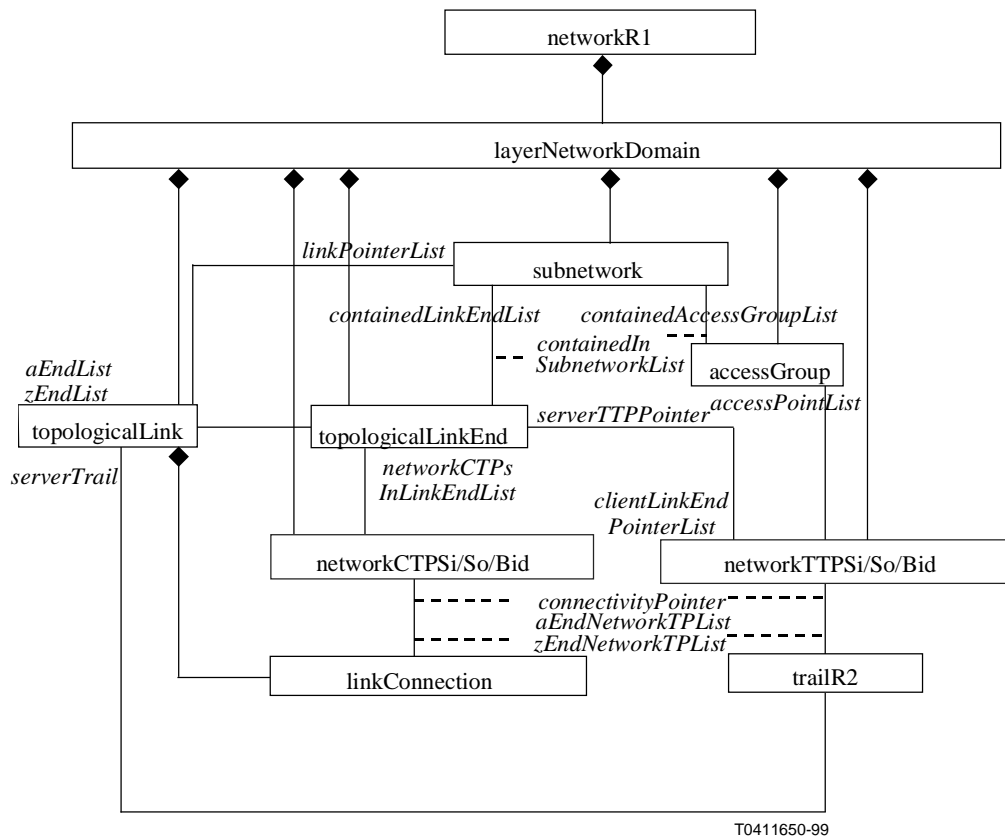 networkR1
layerNetworkDomain
linkPointerList
subnetwork
containedLinkEndList
containedAccessGroupList
containedIn
SubnetworkList
aEndList
zEndList
accessGroup
accessPointList
topologicalLink
topologicalLinkEnd
serverTTPPointer
serverTrail
networkCTPs
InLinkEndList
clientLinkEnd
PointerList
networkCTPSi/So/Bid
networkTTPSi/So/Bid
connectivityPointer
aEndNetworkTPList
zEndNetworkTPList
linkConnection
trailR2
T0411650-99